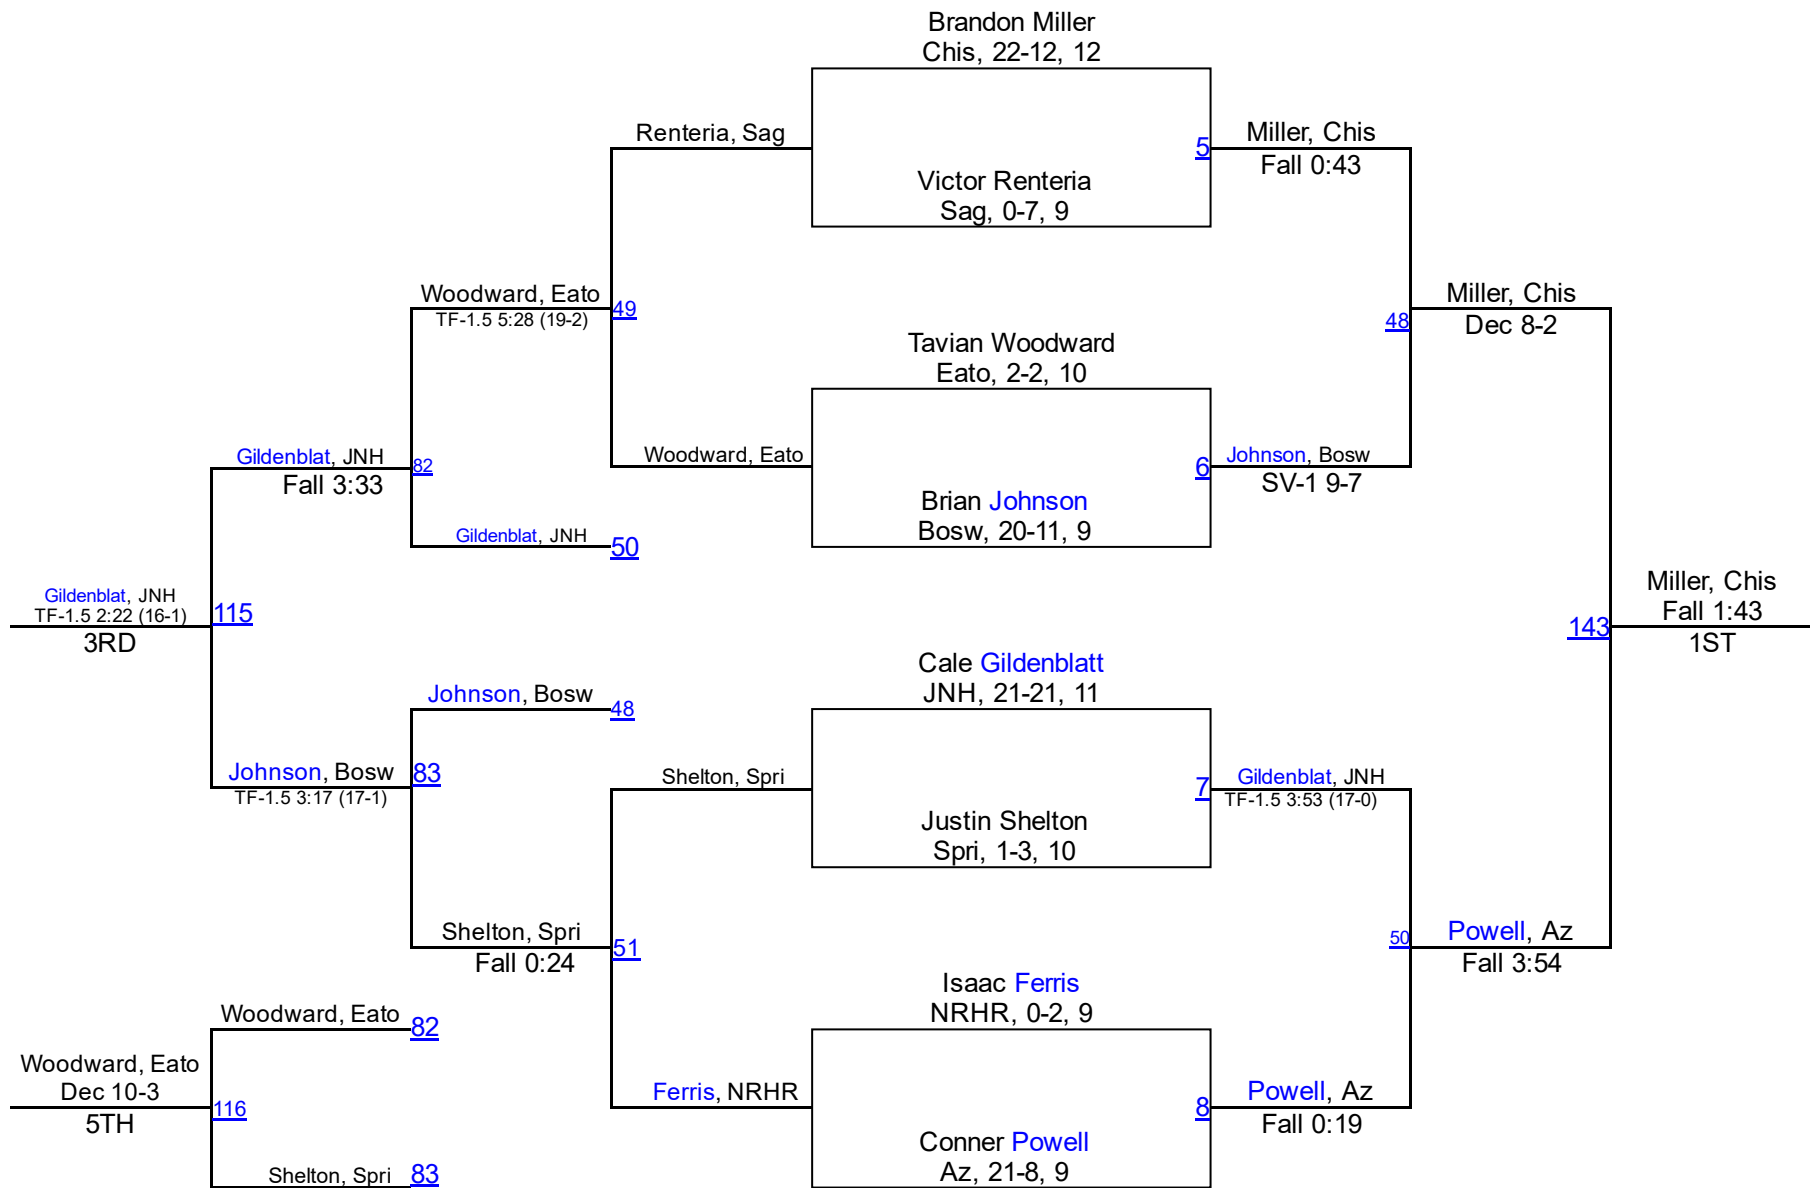 Brandon Miller
Chis, 22-12, 12
Renteria, Sag
5
Miller, Chis
Fall 0:43
Victor Renteria
Sag, 0-7, 9
Woodward, Eato
TF-1.5 5:28 (19-2)
49
48
Miller, Chis
Dec 8-2
Tavian Woodward
Eato, 2-2, 10
Gildenblat, JNH
Fall 3:33
82
Woodward, Eato
6
Johnson, Bosw
SV-1 9-7
Brian Johnson
Bosw, 20-11, 9
Gildenblat, JNH
50
Gildenblat, JNH
TF-1.5 2:22 (16-1)
3RD
115
143
Miller, Chis
Fall 1:43
1ST
Cale Gildenblatt
JNH, 21-21, 11
Johnson, Bosw
48
Johnson, Bosw
TF-1.5 3:17 (17-1)
83
Shelton, Spri
7
Gildenblat, JNH
TF-1.5 3:53 (17-0)
Justin Shelton
Spri, 1-3, 10
Shelton, Spri
Fall 0:24
51
50
Powell, Az
Fall 3:54
Isaac Ferris
NRHR, 0-2, 9
Woodward, Eato
82
Woodward, Eato
Dec 10-3
5TH
116
Ferris, NRHR
8
Powell, Az
Fall 0:19
Conner Powell
Az, 21-8, 9
Shelton, Spri
83